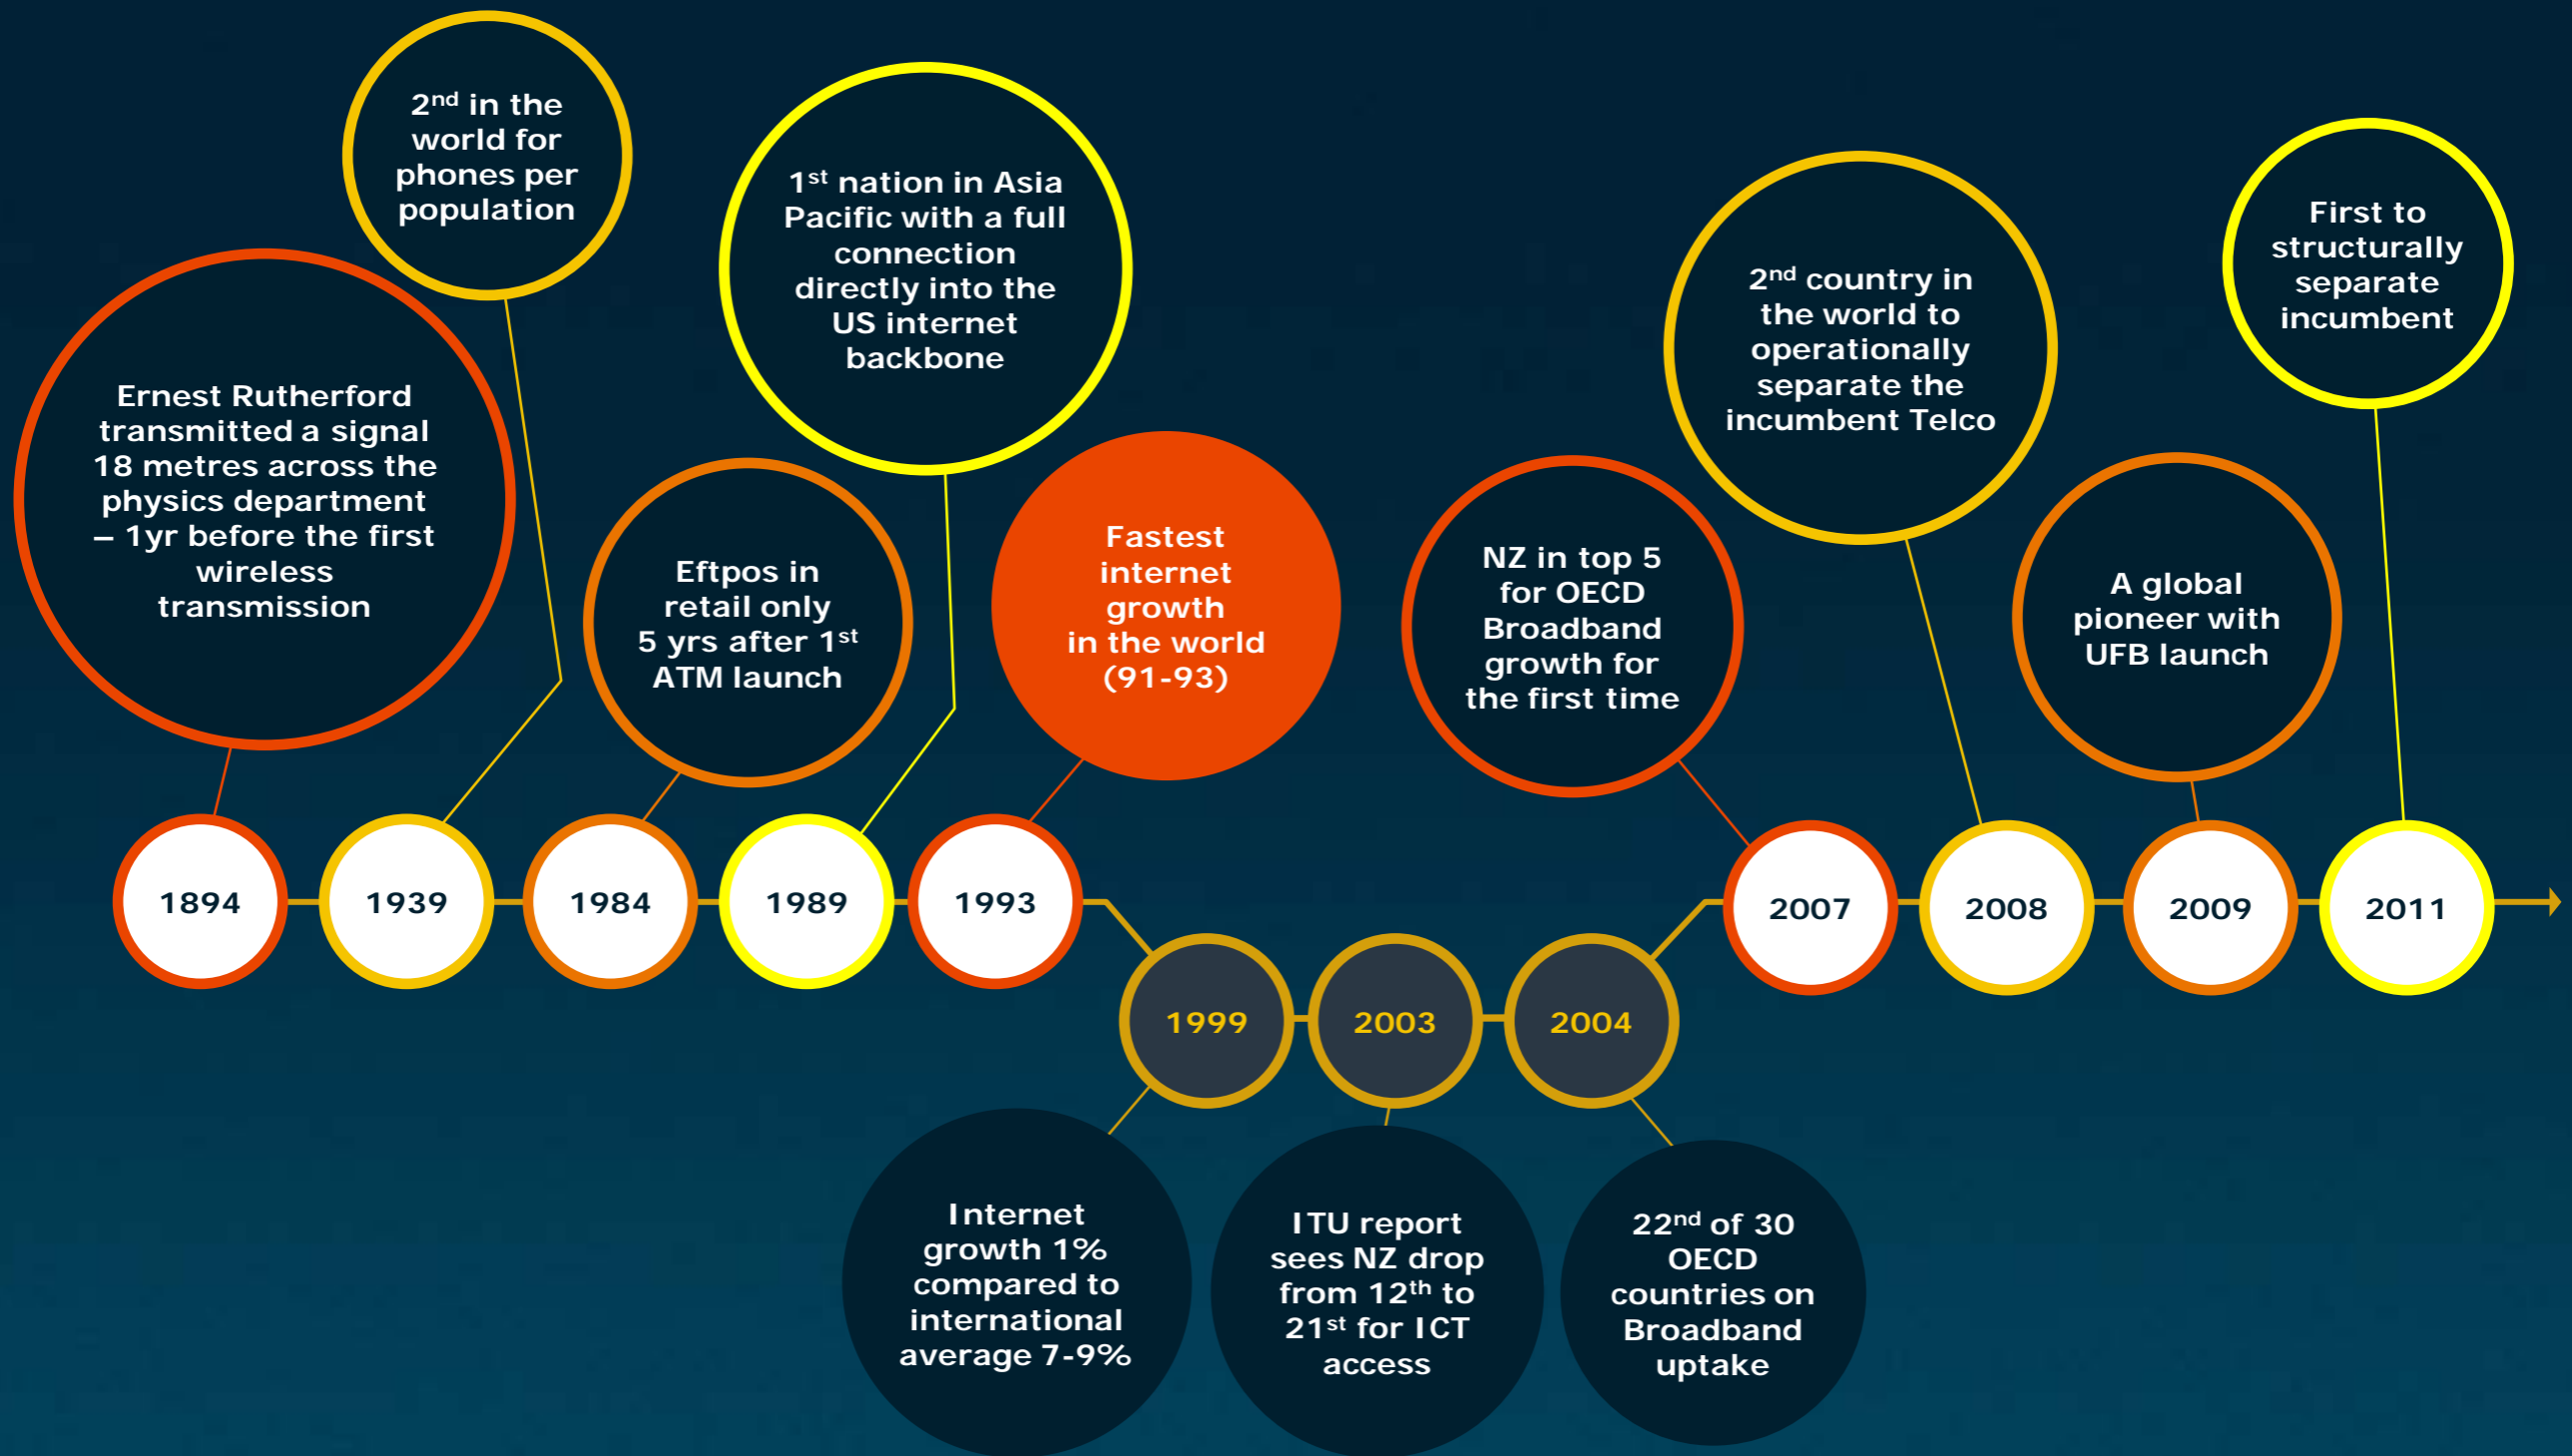 2nd in the
world for
phones per
population
1st nation in Asia
Pacific with a full
connection
directly into the
US internet
backbone
First to
structurally
separate
incumbent
2nd country in
the world to
operationally
separate the
incumbent Telco
Ernest Rutherford
transmitted a signal
18 metres across the
physics department
– 1yr before the first
wireless
transmission
Eftpos in
retail only
5 yrs after 1st
ATM launch
Fastest
internet
growth
in the world
(91-93)
NZ in top 5
for OECD
Broadband
growth for
the first time
A global
pioneer with
UFB launch
1894
1939
1984
1989
1993
1999
2003
2004
2007
2008
2009
2011
Internet
growth 1%
compared to
international
average 7-9%
ITU report
sees NZ drop
from 12th to
21st for ICT
access
22nd of 30
OECD
countries on
Broadband
uptake